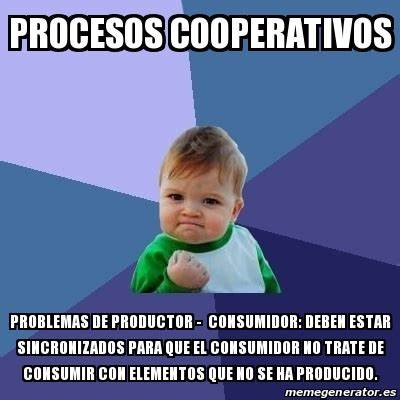 PROCESOS COOPERATIVOS
PROBLEMAS DE PRODUCTOR - CONSUMIDOR: DEBEN ESTAR
SINCRONIZADOS PARA QUE EL CONSUMIDOR NO TRATE DE
CONSUMIR CON ELEMENTOS QUE NO SE HA PRODUCIDO.
memegenerator.es